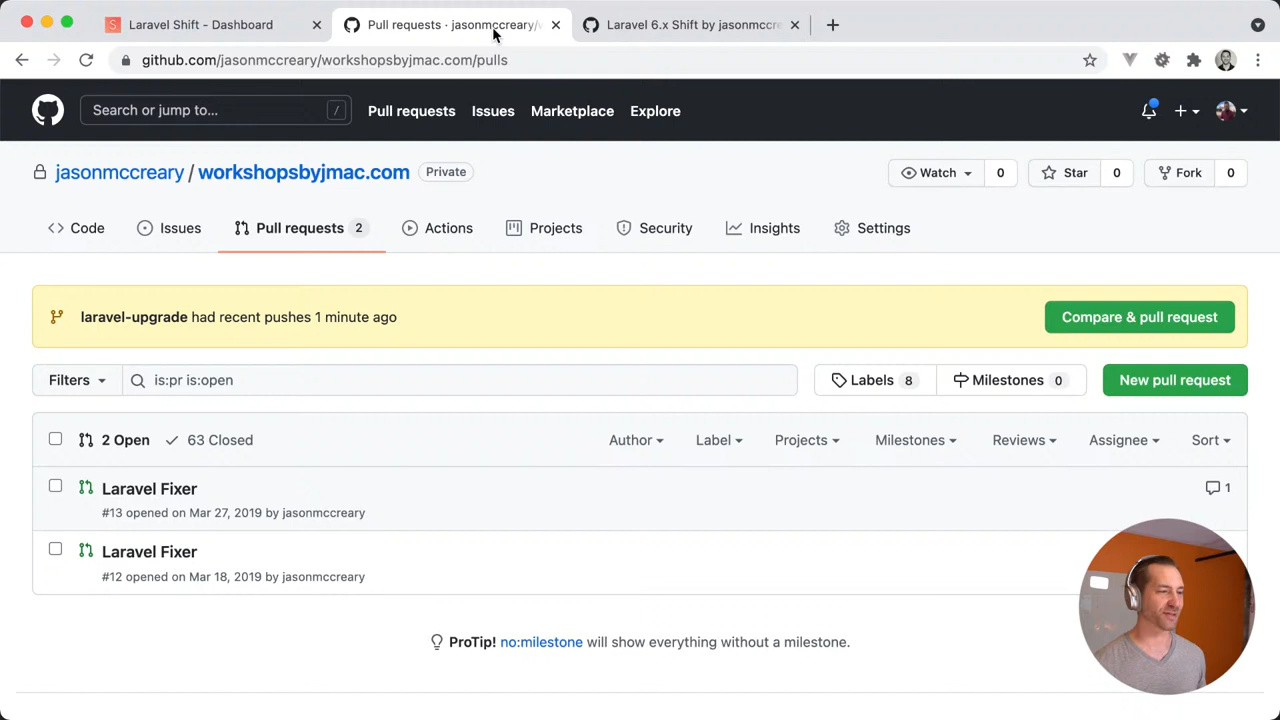 Laravel Shift - Dashboard
Pull requests · jasonmccreary/w
Laravel 6.x Shift by jasonmccre
github.com/jasonmccreary/workshopsbyjmac.com/pulls
Search or jump to... /
Pull requests Issues Marketplace Explore
jasonmccreary / workshopsbyjmac.com Private
Watch 0 Star 0 Fork 0
Code Issues Pull requests 2 Actions Projects Security Insights Settings
laravel-upgrade had recent pushes 1 minute ago
Compare & pull request
Filters is:pr is:open
Labels 8 Milestones 0 New pull request
2 Open 63 Closed Author Label Projects Milestones Reviews Assignee Sort
Laravel Fixer 1
#13 opened on Mar 27, 2019 by jasonmccreary
Laravel Fixer
#12 opened on Mar 18, 2019 by jasonmccreary
ProTip! no:milestone will show everything without a milestone.